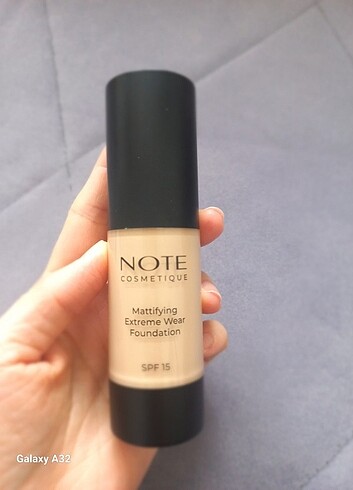 NOTE
COSMETIQUE
Mattifying
Extreme Wear
Foundation
SPF 15
Galaxy A32